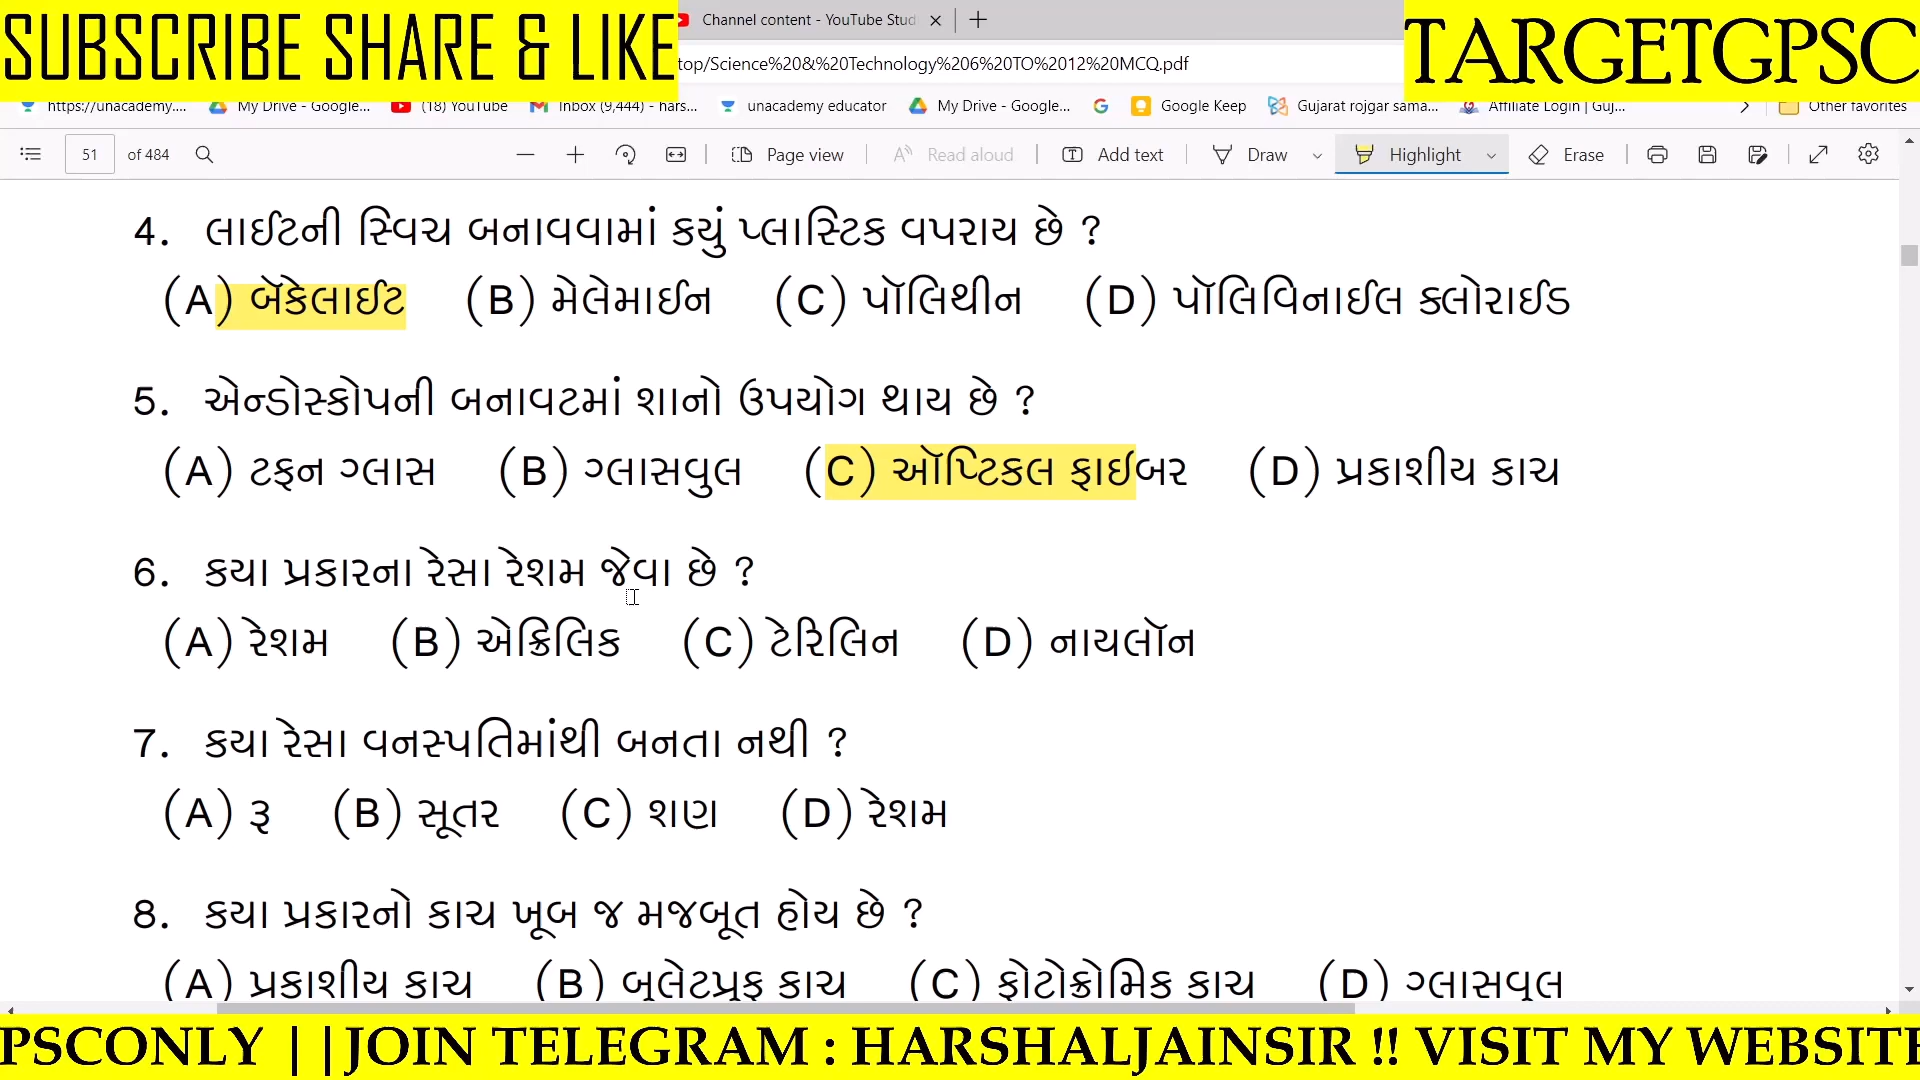 SUBSCRIBE SHARE & LIKE
Channel content - YouTube Stud
TARGETGPSC
top/Science%20&%20Technology%206%20TO%2012%20MCQ.pdf
https://unacademy.... My Drive - Google... (18) YouTube Inbox (9,444) - hars... unacademy educator My Drive - Google... Google Keep Gujarat rojgar sama... Affiliate Login | Guj... Other favorites
51 of 484 Page view Read aloud Add text Draw Highlight Erase
4. લાઈટની સ્વિચ બનાવવામાં કયું પ્લાસ્ટિક વપરાય છે ?
(A) બૅકેલાઈટ (B) મેલેમાઈન (C) પૉલિથીન (D) પૉલિવિનાઈલ ક્લોરાઈડ
5. એન્ડોસ્કોપની બનાવટમાં શાનો ઉપયોગ થાય છે ?
(A) ટફન ગ્લાસ (B) ગ્લાસવુલ (C) ઑપ્ટિકલ ફાઈબર (D) પ્રકાશીય કાચ
6. કયા પ્રકારના રેસા રેશમ જેવા છે ?
(A) રેશમ (B) એક્રિલિક (C) ટેરિલિન (D) નાયલૉન
7. કયા રેસા વનસ્પતિમાંથી બનતા નથી ?
(A) રૂ (B) સૂતર (C) શણ (D) રેશમ
8. કયા પ્રકારનો કાચ ખૂબ જ મજબૂત હોય છે ?
(A) પ્રકાશીય કાચ (B) બુલેટપ્રૂફ કાચ (C) ફોટોક્રોમિક કાચ (D) ગ્લાસવુલ
PSCONLY ||JOIN TELEGRAM : HARSHALJAINSIR !! VISIT MY WEBSITE